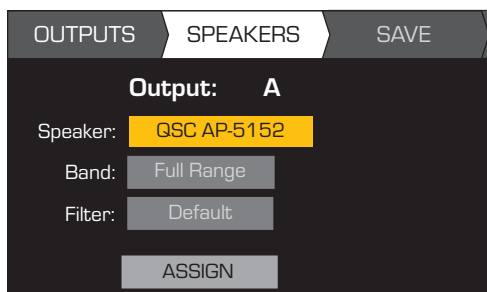 OUTPUTS SPEAKERS SAVE
Output: A
Speaker: QSC AP-5152
Band: Full Range
Filter: Default
ASSIGN